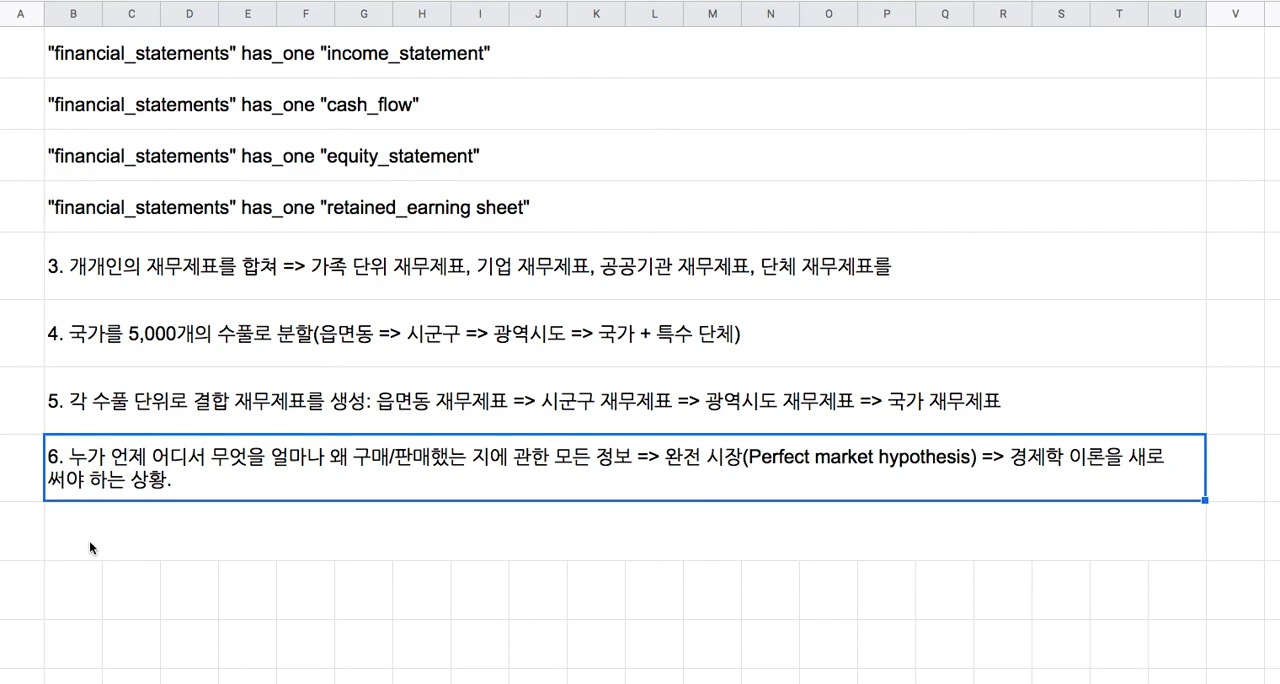 A B C D E F G H I J K L M N O P Q R S T U V
"financial_statements" has_one "income_statement"
"financial_statements" has_one "cash_flow"
"financial_statements" has_one "equity_statement"
"financial_statements" has_one "retained_earning sheet"
3. 개개인의 재무제표를 합쳐 => 가족 단위 재무제표, 기업 재무제표, 공공기관 재무제표, 단체 재무제표를
4. 국가를 5,000개의 수풀로 분할(읍면동 => 시군구 => 광역시도 => 국가 + 특수 단체)
5. 각 수풀 단위로 결합 재무제표를 생성: 읍면동 재무제표 => 시군구 재무제표 => 광역시도 재무제표 => 국가 재무제표
6. 누가 언제 어디서 무엇을 얼마나 왜 구매/판매했는 지에 관한 모든 정보 => 완전 시장(Perfect market hypothesis) => 경제학 이론을 새로
써야 하는 상황.